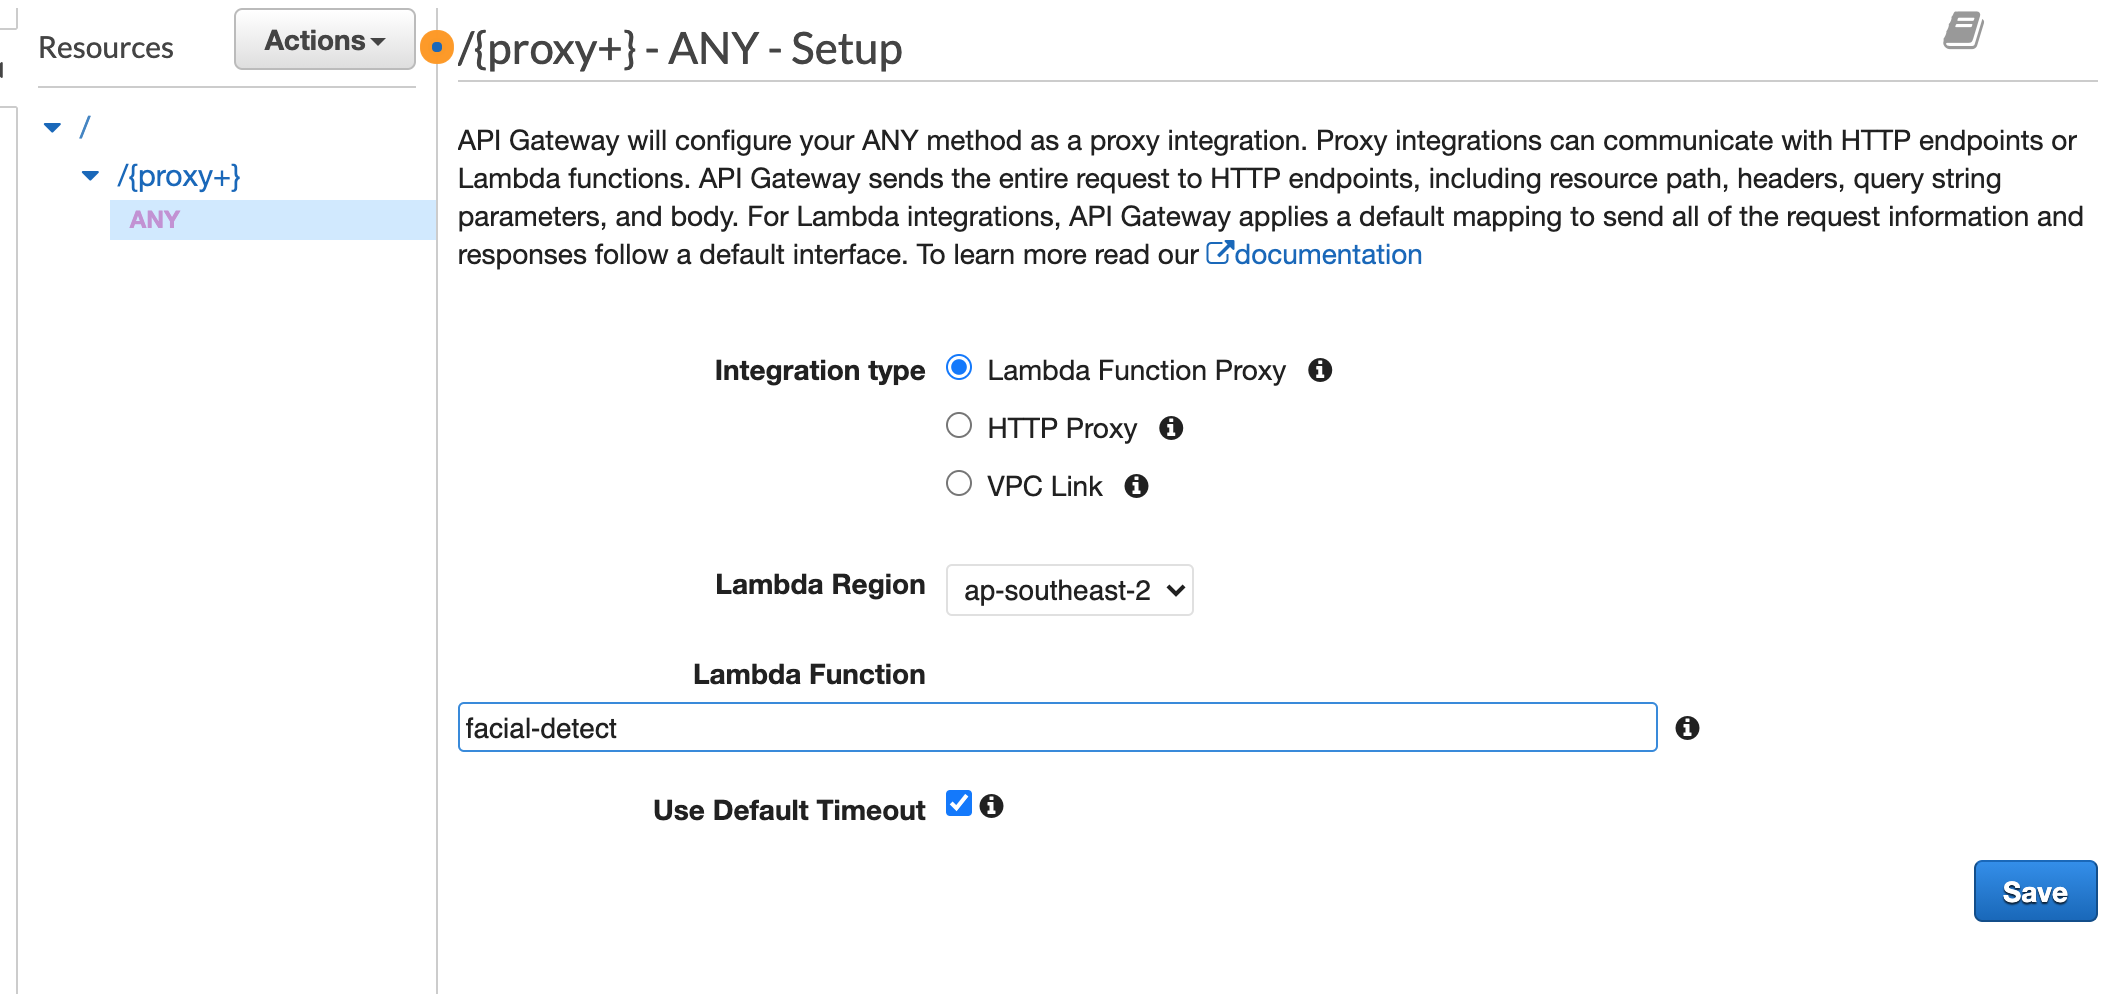 Resources
Actions
/{proxy+} - ANY - Setup
/
/{proxy+}
ANY
API Gateway will configure your ANY method as a proxy integration. Proxy integrations can communicate with HTTP endpoints or
Lambda functions. API Gateway sends the entire request to HTTP endpoints, including resource path, headers, query string
parameters, and body. For Lambda integrations, API Gateway applies a default mapping to send all of the request information and
responses follow a default interface. To learn more read our documentation
Integration type
Lambda Function Proxy
HTTP Proxy
VPC Link
Lambda Region
ap-southeast-2
Lambda Function
facial-detect
Use Default Timeout
Save